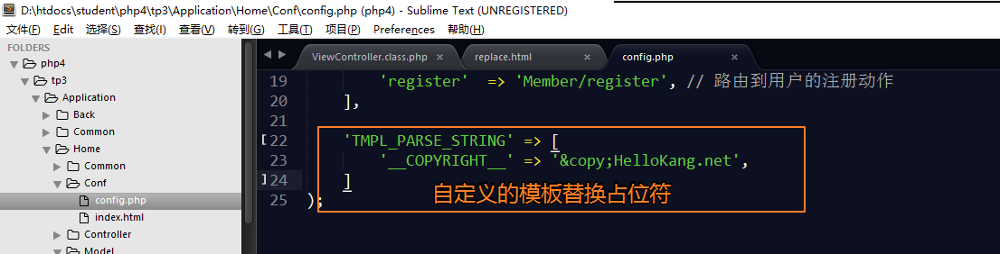 D:\htdocs\student\php4\tp3\Application\Home\Conf\config.php (php4) - Sublime Text (UNREGISTERED)
文件(F) Edit 选择(S) 查找(I) 查看(V) 转到(G) 工具(T) 项目(P) Preferences 帮助(H)
FOLDERS
php4
tp3
Application
Back
Common
Home
Common
Conf
config.php
index.html
Controller
Model
ViewController.class.php × replace.html × config.php ×
19 'register' => 'Member/register', // 路由到用户的注册动作
20 ],
21
22 'TMPL_PARSE_STRING' => [
23 '__COPYRIGHT__' => '&copy;HelloKang.net',
24 ]
25 );
自定义的模板替换占位符